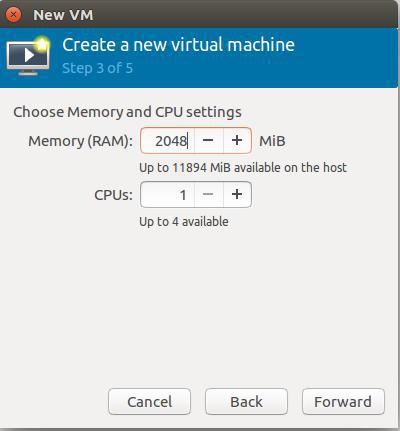 New VM
Create a new virtual machine
Step 3 of 5
Choose Memory and CPU settings
Memory (RAM): 2048 − + MiB
Up to 11894 MiB available on the host
CPUs: 1 − +
Up to 4 available
Cancel Back Forward